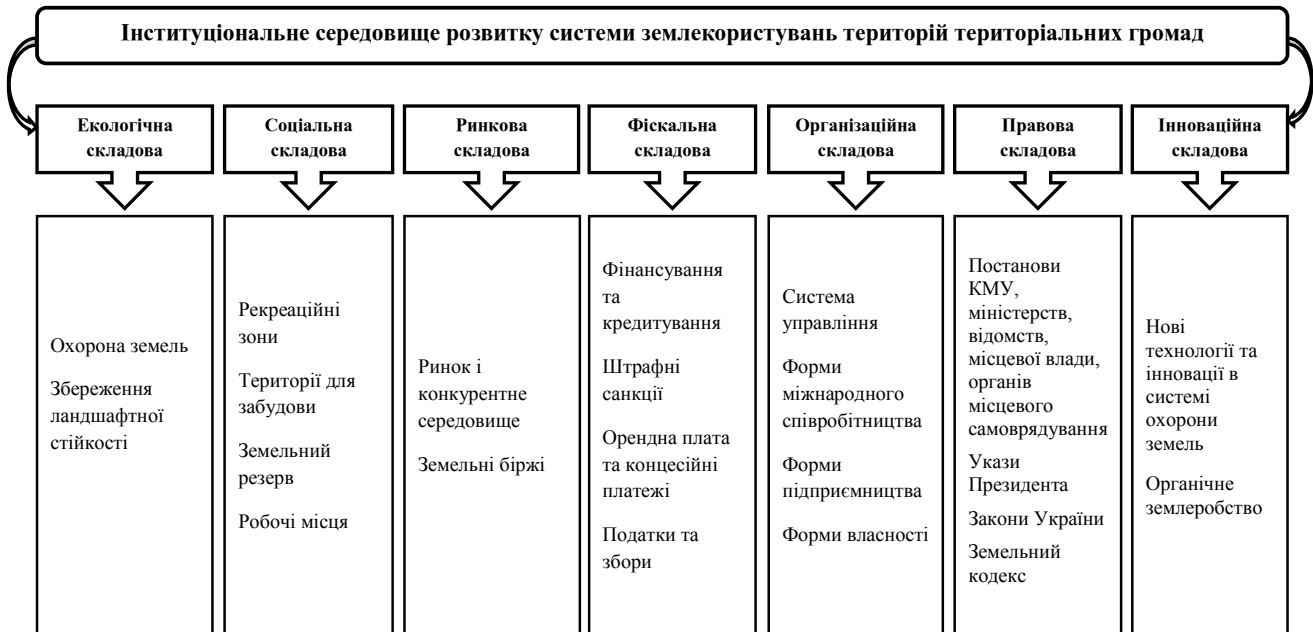 Інституціональне середовище розвитку системи землекористувань територій територіальних громад
Екологічна
складова
Соціальна
складова
Ринкова
складова
Фіскальна
складова
Організаційна
складова
Правова
складова
Інноваційна
складова
Охорона земель
Збереження
ландшафтної
стійкості
Рекреаційні
зони
Території для
забудови
Земельний
резерв
Робочі місця
Ринок і
конкурентне
середовище
Земельні біржі
Фінансування
та
кредитування
Штрафні
санкції
Орендна плата
та концесійні
платежі
Податки та
збори
Система
управління
Форми
міжнародного
співробітництва
Форми
підприємництва
Форми власності
Постанови
КМУ,
міністерств,
відомств,
місцевої влади,
органів
місцевого
самоврядування
Укази
Президента
Закони України
Земельний
кодекс
Нові
технології та
інновації в
системі
охорони
земель
Органічне
землеробство